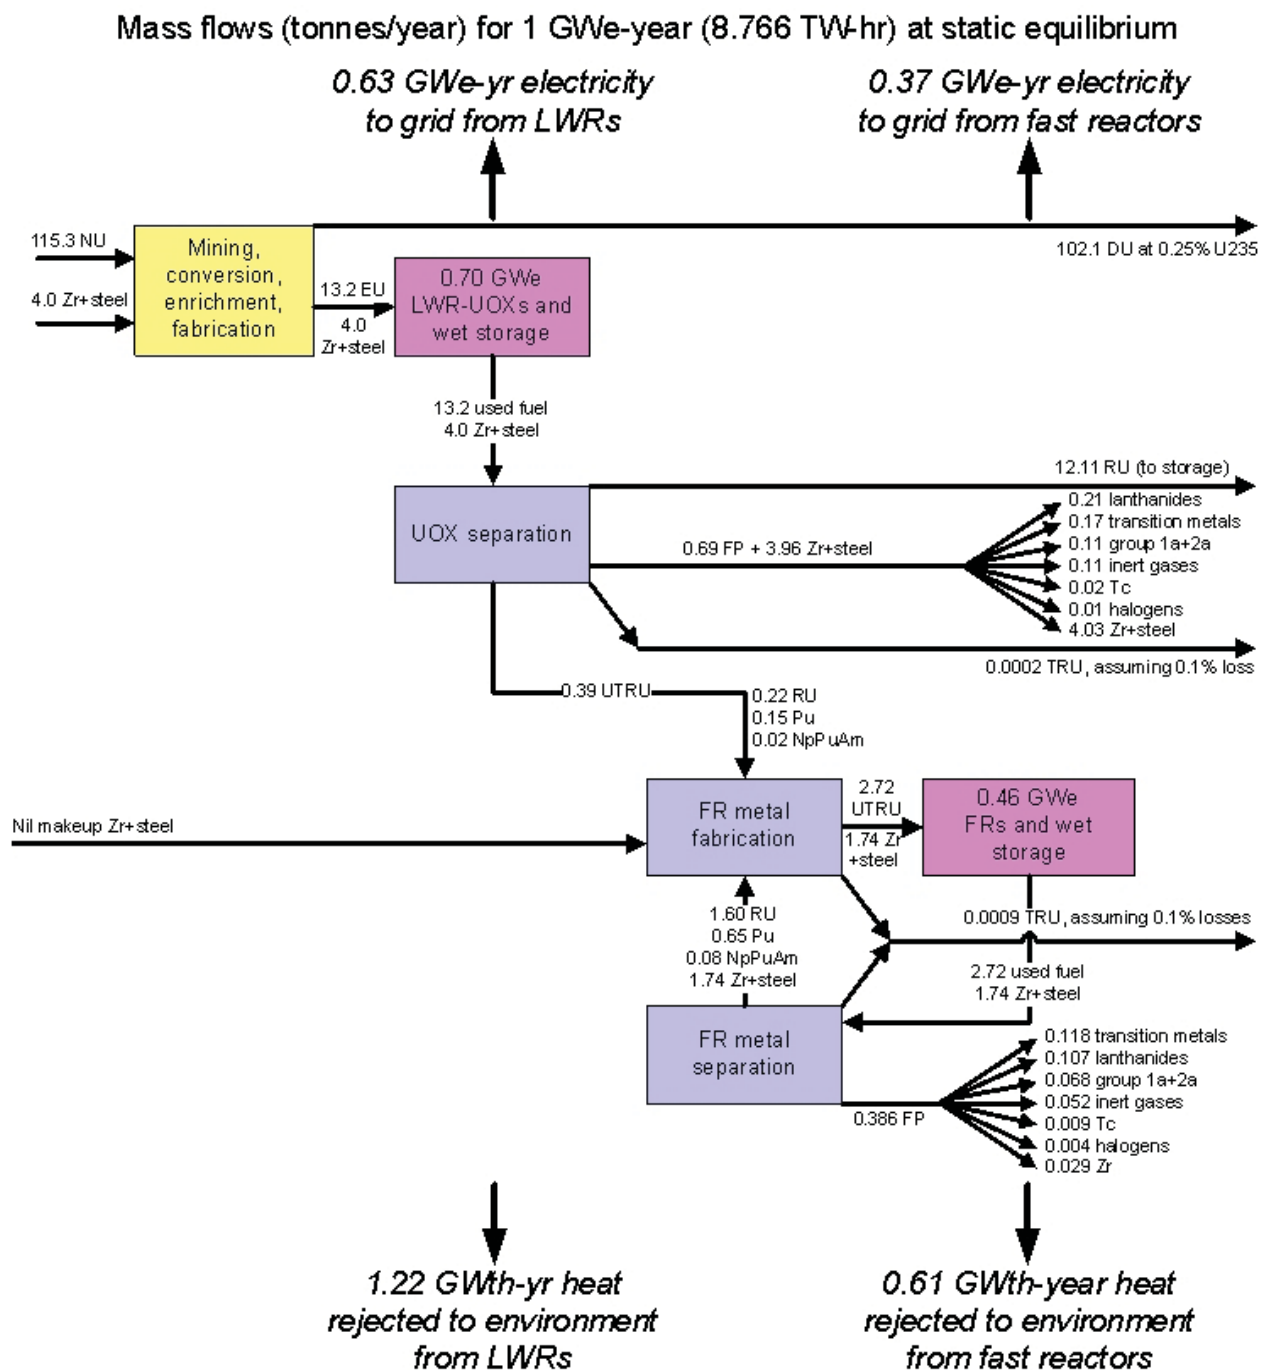 Mass flows (tonnes/year) for 1 GWe-year (8.766 TW-hr) at static equilibrium
0.63 GWe-yr electricity
to grid from LWRs
0.37 GWe-yr electricity
to grid from fast reactors
115.3 NU
4.0 Zr+steel
Mining,
conversion,
enrichment,
fabrication
102.1 DU at 0.25% U235
13.2 EU
4.0
Zr+steel
0.70 GWe
LWR-UOXs and
wet storage
13.2 used fuel
4.0 Zr+steel
UOX separation
12.11 RU (to storage)
0.69 FP + 3.96 Zr+steel
0.21 lanthanides
0.17 transition metals
0.11 group 1a+2a
0.11 inert gases
0.02 Tc
0.01 halogens
4.03 Zr+steel
0.0002 TRU, assuming 0.1% loss
0.39 UTRU
0.22 RU
0.15 Pu
0.02 NpPuAm
Nil makeup Zr+steel
FR metal
fabrication
2.72
UTRU
1.74 Zr
+steel
0.46 GWe
FRs and wet
storage
1.60 RU
0.65 Pu
0.08 NpPuAm
1.74 Zr+steel
0.0009 TRU, assuming 0.1% losses
2.72 used fuel
1.74 Zr+steel
FR metal
separation
0.386 FP
0.118 transition metals
0.107 lanthanides
0.068 group 1a+2a
0.052 inert gases
0.009 Tc
0.004 halogens
0.029 Zr
1.22 GWth-yr heat
rejected to environment
from LWRs
0.61 GWth-year heat
rejected to environment
from fast reactors